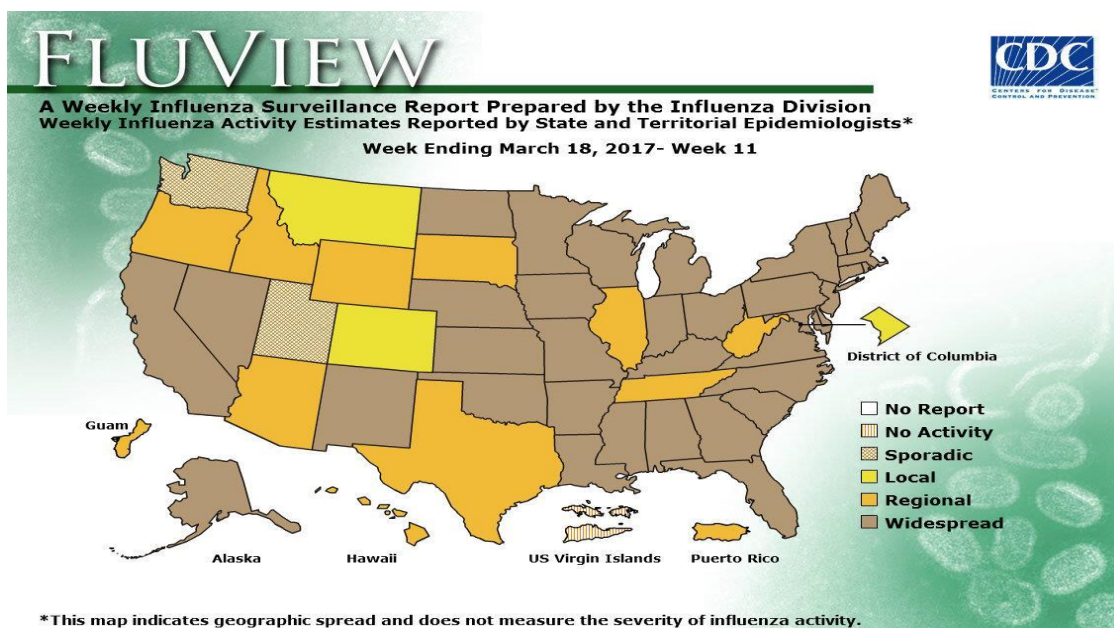 FLUVIEW
CDC
CENTERS FOR DISEASE
CONTROL AND PREVENTION
A Weekly Influenza Surveillance Report Prepared by the Influenza Division
Weekly Influenza Activity Estimates Reported by State and Territorial Epidemiologists*
Week Ending March 18, 2017- Week 11
District of Columbia
No Report
No Activity
Sporadic
Local
Regional
Widespread
Guam
Alaska
Hawaii
US Virgin Islands
Puerto Rico
*This map indicates geographic spread and does not measure the severity of influenza activity.